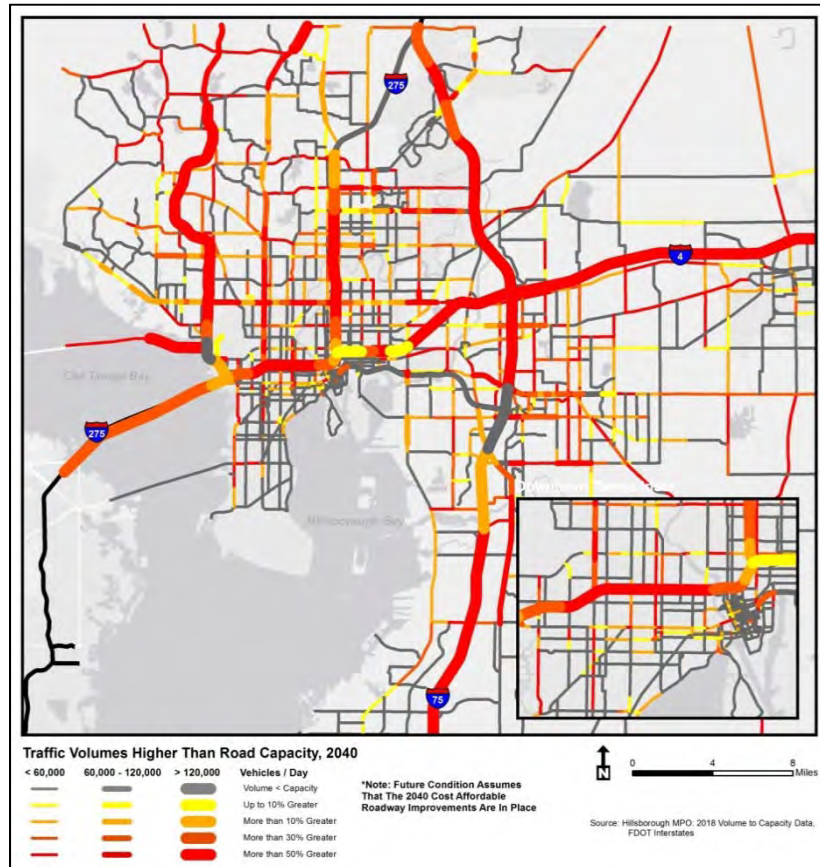 275
4
Old Tampa Bay
275
Hillsborough Bay
75
Traffic Volumes Higher Than Road Capacity, 2040
< 60,000 60,000 - 120,000 > 120,000 Vehicles / Day
Volume < Capacity
Up to 10% Greater
More than 10% Greater
More than 30% Greater
More than 50% Greater
*Note: Future Condition Assumes
That The 2040 Cost Affordable
Roadway Improvements Are In Place
N
0 4 8
Miles
Source: Hillsborough MPO: 2018 Volume to Capacity Data,
FDOT Interstates